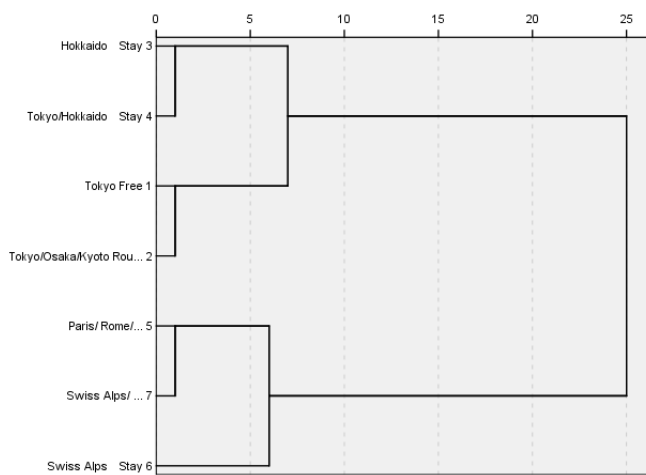 0 5 10 15 20 25
Hokkaido Stay 3
Tokyo/Hokkaido Stay 4
Tokyo Free 1
Tokyo/Osaka/Kyoto Rou... 2
Paris/ Rome/... 5
Swiss Alps/ ... 7
Swiss Alps Stay 6